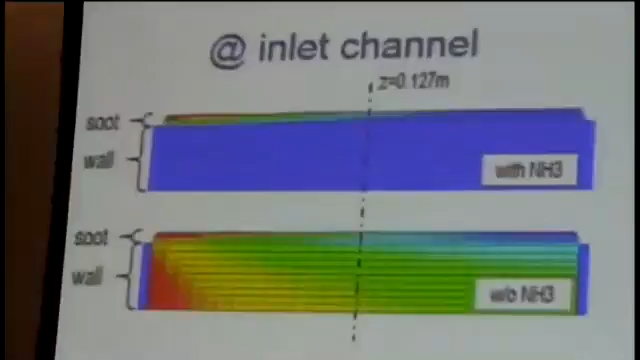 @ inlet channel
z=0.127m
soot
wall
with NH3
soot
wall
w/o NH3